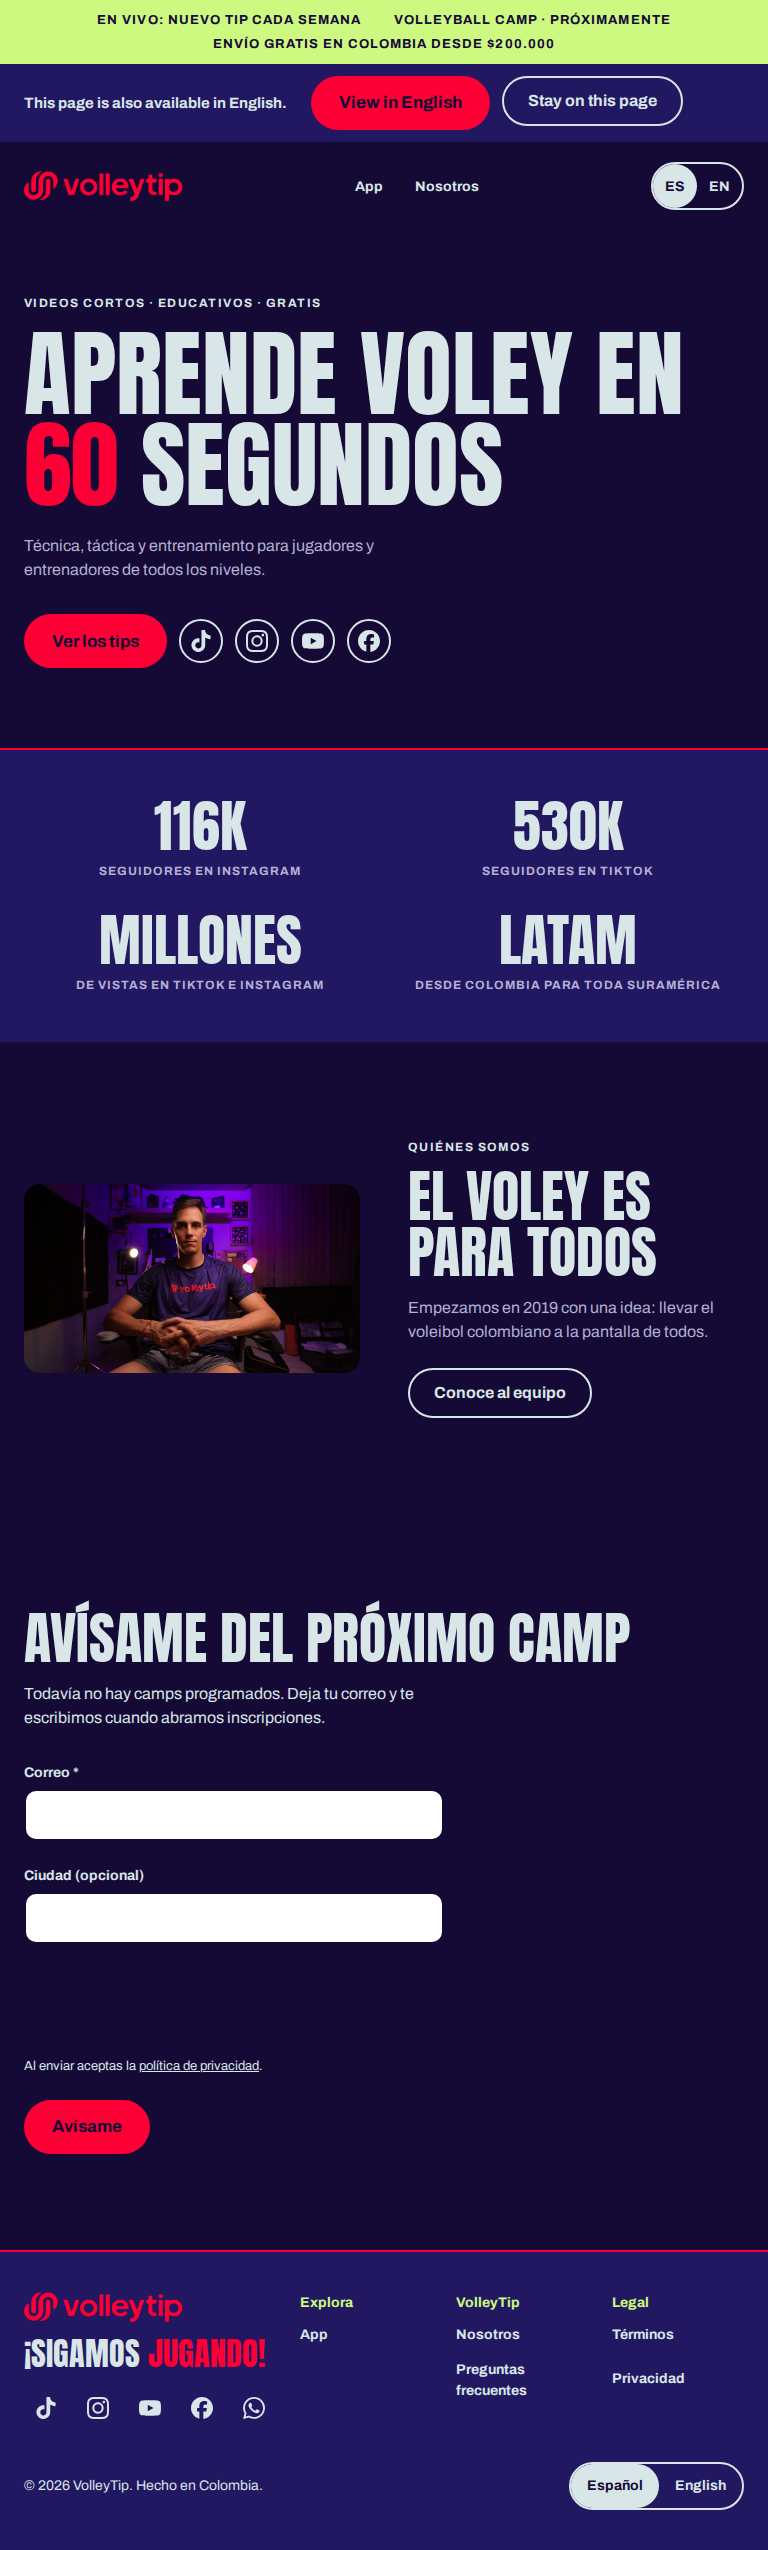 EN VIVO: NUEVO TIP CADA SEMANA
VOLLEYBALL CAMP · PRÓXIMAMENTE
ENVÍO GRATIS EN COLOMBIA DESDE $200.000
This page is also available in English.
View in English
Stay on this page
volleytip
App
Nosotros
ES
EN
VIDEOS CORTOS · EDUCATIVOS · GRATIS
APRENDE VOLEY EN
60 SEGUNDOS
Técnica, táctica y entrenamiento para jugadores y
entrenadores de todos los niveles.
Ver los tips
116K
SEGUIDORES EN INSTAGRAM
530K
SEGUIDORES EN TIKTOK
MILLONES
DE VISTAS EN TIKTOK E INSTAGRAM
LATAM
DESDE COLOMBIA PARA TODA SURAMÉRICA
volleytip
QUIÉNES SOMOS
EL VOLEY ES
PARA TODOS
Empezamos en 2019 con una idea: llevar el
voleibol colombiano a la pantalla de todos.
Conoce al equipo
AVÍSAME DEL PRÓXIMO CAMP
Todavía no hay camps programados. Deja tu correo y te
escribimos cuando abramos inscripciones.
Correo *
Ciudad (opcional)
Al enviar aceptas la política de privacidad.
Avísame
volleytip
¡SIGAMOS JUGANDO!
Explora
App
VolleyTip
Nosotros
Preguntas
frecuentes
Legal
Términos
Privacidad
© 2026 VolleyTip. Hecho en Colombia.
Español
English